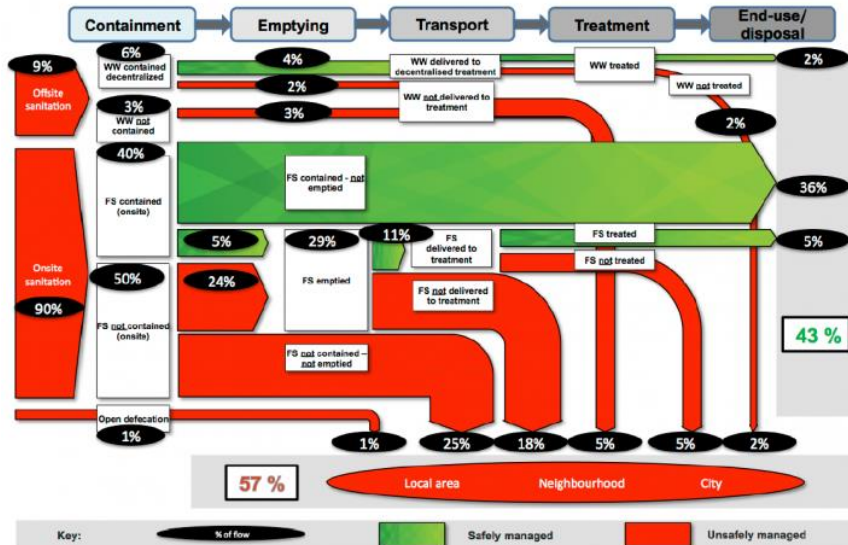 Containment
Emptying
Transport
Treatment
End-use/
disposal
9%
Offsite
sanitation
6%
WW contained
decentralized
4%
WW delivered to
decentralised treatment
WW treated
2%
2%
WW not delivered to
treatment
WW not treated
3%
WW not
contained
3%
2%
40%
FS contained
(onsite)
FS contained - not
emptied
36%
5%
29%
FS emptied
11%
FS
delivered to
treatment
FS treated
5%
FS not treated
Onsite
sanitation
90%
50%
FS not contained
(onsite)
24%
FS not delivered
to treatment
43 %
FS not contained –
not emptied
Open defecation
1%
1%
25%
18%
5%
5%
2%
57 %
Local area
Neighbourhood
City
Key:
% of flow
Safely managed
Unsafely managed